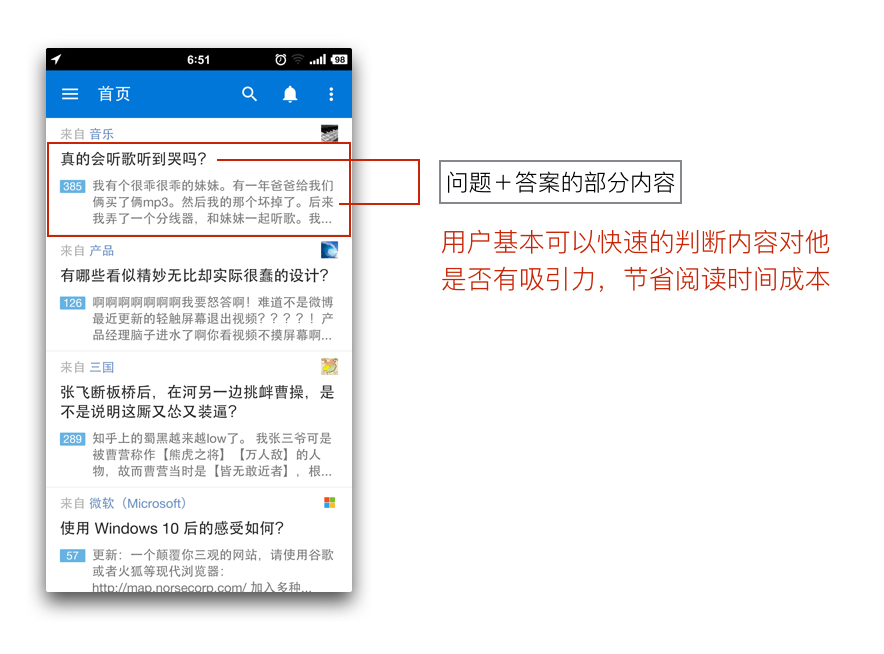 6:51
98
首页
来自 音乐
真的会听歌听到哭吗？
385
我有个很乖很乖的妹妹。有一年爸爸给我们
俩买了俩mp3。然后我的那个坏掉了。后来
我弄了一个分线器，和妹妹一起听歌。我...
来自 产品
有哪些看似精妙无比却实际很蠢的设计？
126
啊啊啊啊啊啊啊我要怒答啊！难道不是微博
最近更新的轻触屏幕退出视频？？？？！产
品经理脑子进水了啊你看视频不摸屏幕啊...
来自 三国
张飞断板桥后，在河另一边挑衅曹操，是
不是说明这厮又怂又装逼？
289
知乎上的蜀黑越来越low了。 我张三爷可是
被曹营称作【熊虎之将】【万人敌】的人
物，故而曹营当时是【皆无敢近者】，根...
来自 微软（Microsoft）
使用 Windows 10 后的感受如何？
57
更新：一个颠覆你三观的网站，请使用谷歌
或者火狐等现代浏览器：
http://map.norsecorp.com/ 加入多种...
问题＋答案的部分内容
用户基本可以快速的判断内容对他
是否有吸引力，节省阅读时间成本